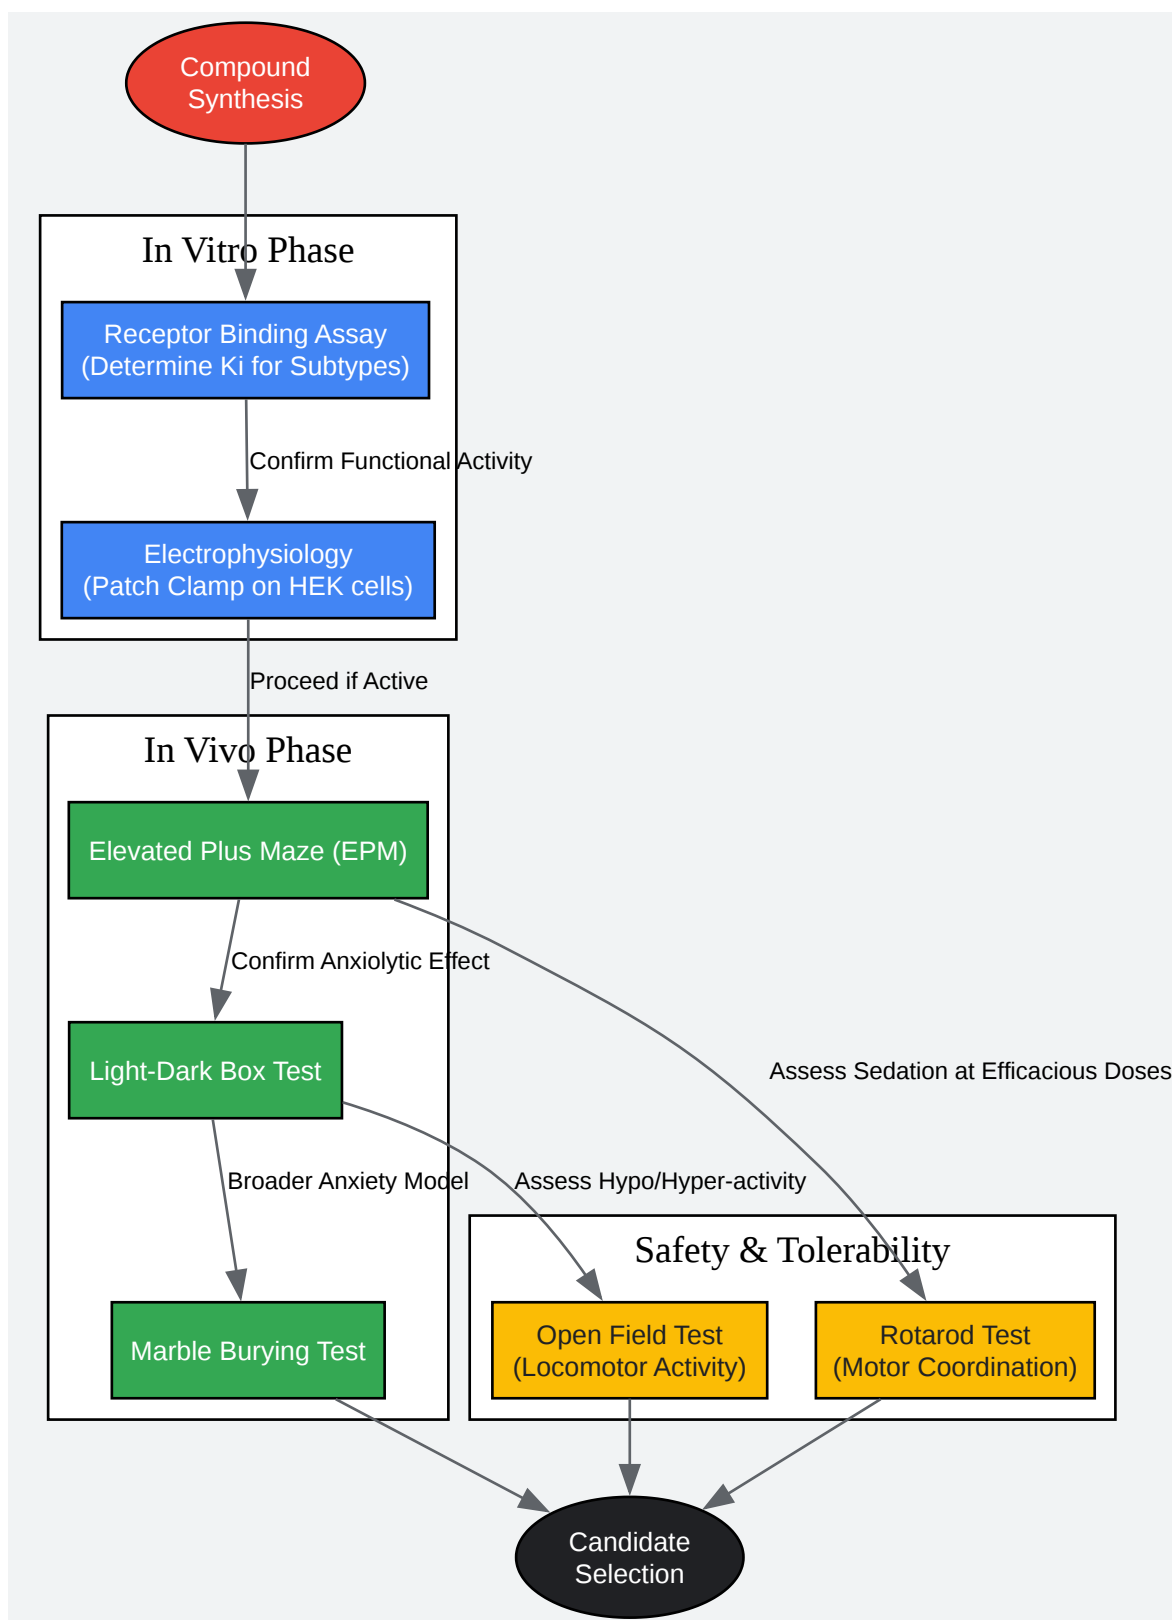 Compound
Synthesis
In Vitro Phase
Receptor Binding Assay
(Determine Ki for Subtypes)
Confirm Functional Activity
Electrophysiology
(Patch Clamp on HEK cells)
Proceed if Active
In Vivo Phase
Elevated Plus Maze (EPM)
Confirm Anxiolytic Effect
Light-Dark Box Test
Assess Sedation at Efficacious Doses
Broader Anxiety Model
Assess Hypo/Hyper-activity
Safety & Tolerability
Marble Burying Test
Open Field Test
(Locomotor Activity)
Rotarod Test
(Motor Coordination)
Candidate
Selection